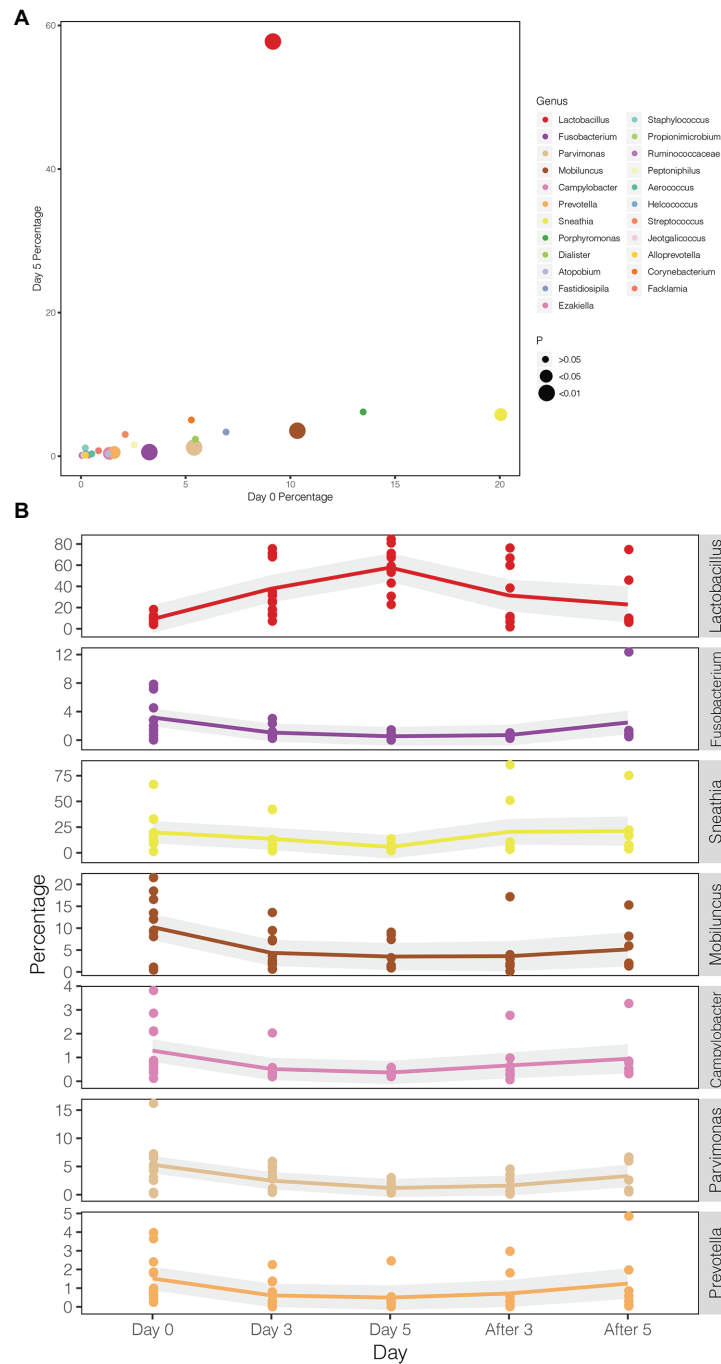 A
60
40
20
0
Day 5 Percentage
0
5
10
15
20
Day 0 Percentage
Genus
Lactobacillus
Fusobacterium
Parvimonas
Mobiluncus
Campylobacter
Prevotella
Sneathia
Porphyromonas
Dialister
Atopobium
Fastidiosipila
Ezakiella
Staphylococcus
Propionimicrobium
Ruminococcaceae
Peptoniphilus
Aerococcus
Helcococcus
Streptococcus
Jeotgalicoccus
Alloprevotella
Corynebacterium
Facklamia
P
>0.05
<0.05
<0.01
B
Percentage
80
60
40
20
0
Lactobacillus
12
8
4
0
Fusobacterium
75
50
25
0
Sneathia
20
15
10
5
0
Mobiluncus
4
3
2
1
0
Campylobacter
15
10
5
0
Parvimonas
5
4
3
2
1
0
Prevotella
Day 0
Day 3
Day 5
After 3
After 5
Day